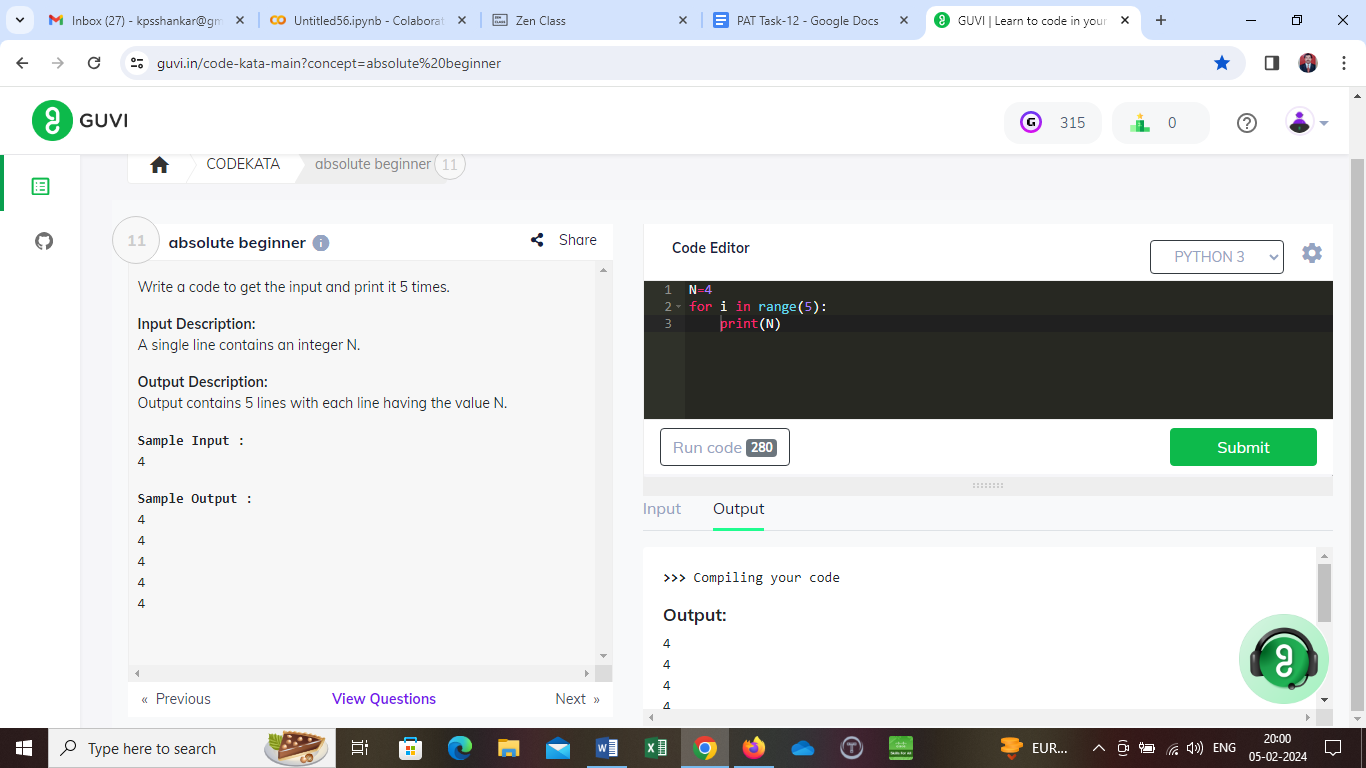 Inbox (27) - kpsshankar@gm
Untitled56.ipynb - Colaborat
Zen Class
PAT Task-12 - Google Docs
GUVI | Learn to code in your
guvi.in/code-kata-main?concept=absolute%20beginner
GUVI
315
0
CODEKATA
absolute beginner 11
11 absolute beginner
Share
Write a code to get the input and print it 5 times.
Input Description:
A single line contains an integer N.
Output Description:
Output contains 5 lines with each line having the value N.
Sample Input :
4
Sample Output :
4
4
4
4
4
« Previous
View Questions
Next »
Code Editor
PYTHON 3
1 N=4
2 for i in range(5):
3 print(N)
Run code 280
Submit
Input
Output
>>> Compiling your code
Output:
4
4
4
4
Type here to search
EUR...
ENG
20:00
05-02-2024